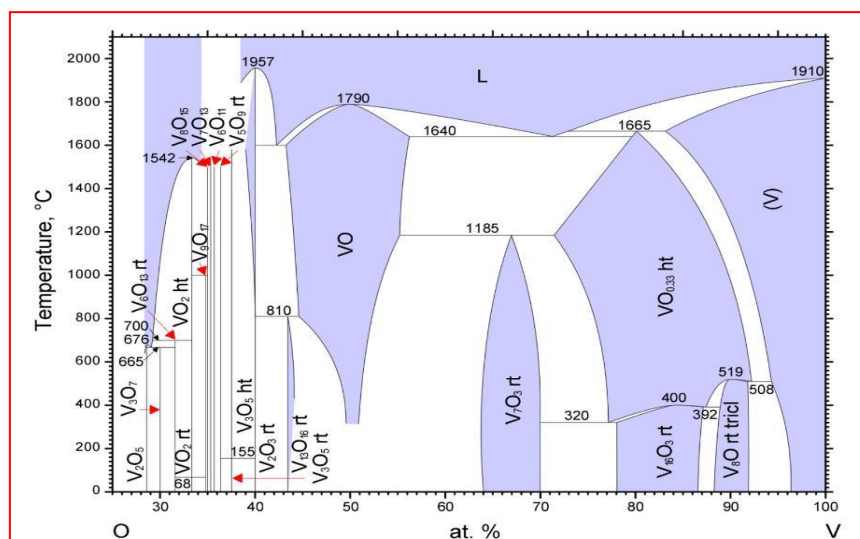 2000
1800
1600
1400
1200
1000
800
600
400
200
0
Temperature, °C
30
40
50
60
70
80
90
100
O
at. %
V
1957
L
1910
1790
1665
1640
1542
1185
810
700
676
665
519
508
400
392
320
155
68
V₈O₁₅
V₇O₁₃
V₆O₁₁
V₅O₉ rt
V₉O₁₇
V₆O₁₃ rt
VO₂ ht
V₃O₇
V₂O₅
VO₂ rt
V₃O₅ ht
V₂O₃ rt
V₁₃O₁₆ rt
V₃O₅ rt
VO
V₇O₃ rt
VO₀.₃₃ ht
V₁₆O₃ rt
V₈O rt tricl
(V)